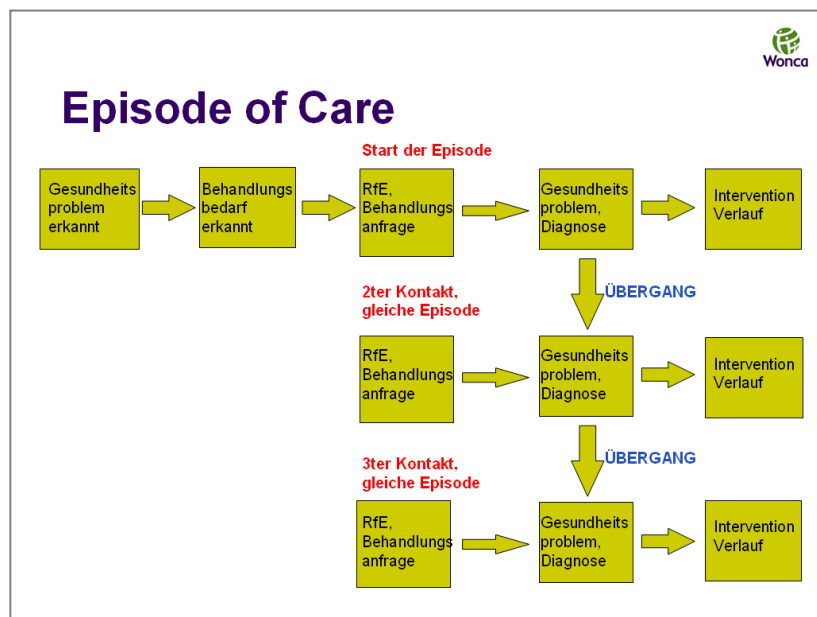 Wonca
Episode of Care
Start der Episode
Gesundheits
problem
erkannt
Behandlungs
bedarf
erkannt
RfE,
Behandlungs
anfrage
Gesundheits
problem,
Diagnose
Intervention
Verlauf
2ter Kontakt,
gleiche Episode
ÜBERGANG
RfE,
Behandlungs
anfrage
Gesundheits
problem,
Diagnose
Intervention
Verlauf
3ter Kontakt,
gleiche Episode
ÜBERGANG
RfE,
Behandlungs
anfrage
Gesundheits
problem,
Diagnose
Intervention
Verlauf